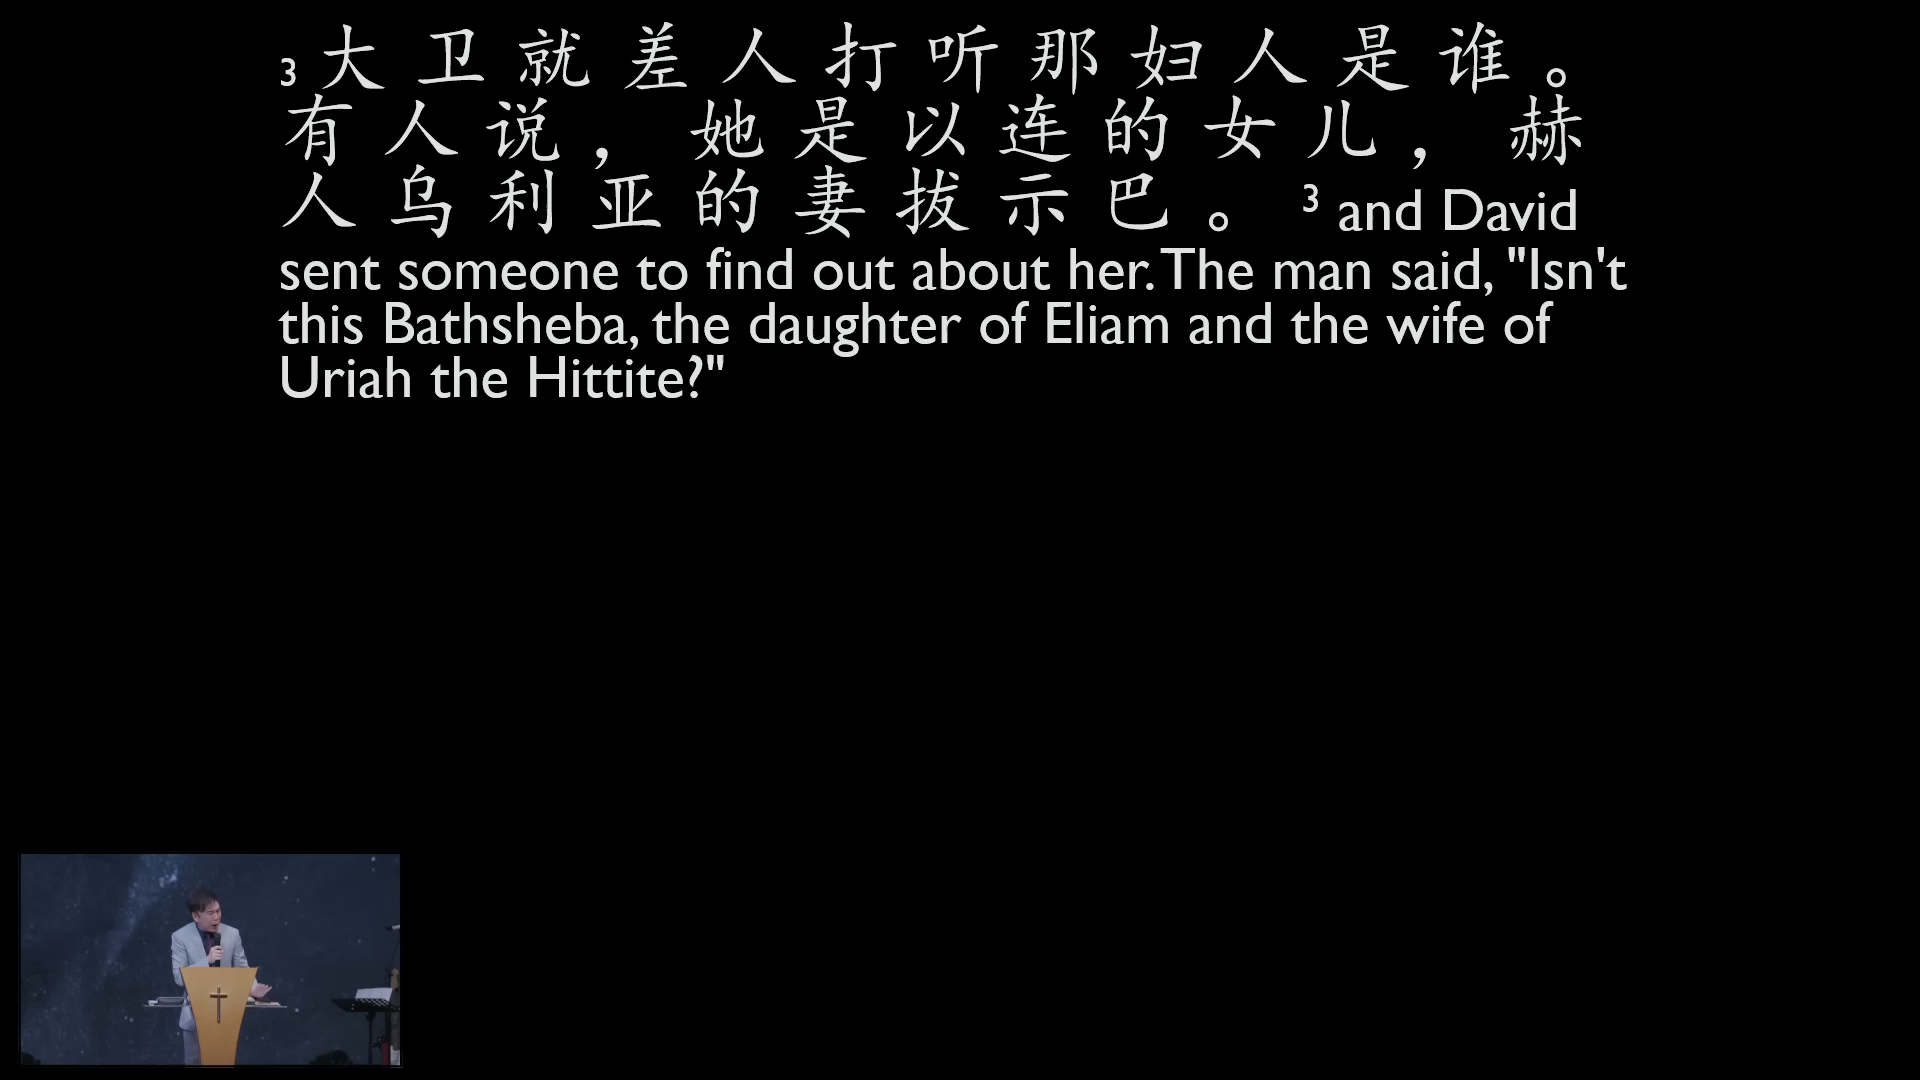 3 大卫就差人打听那妇人是谁。
有人说，她是以连的女儿，赫
人乌利亚的妻拔示巴。 3 and David
sent someone to find out about her. The man said, "Isn't
this Bathsheba, the daughter of Eliam and the wife of
Uriah the Hittite?"